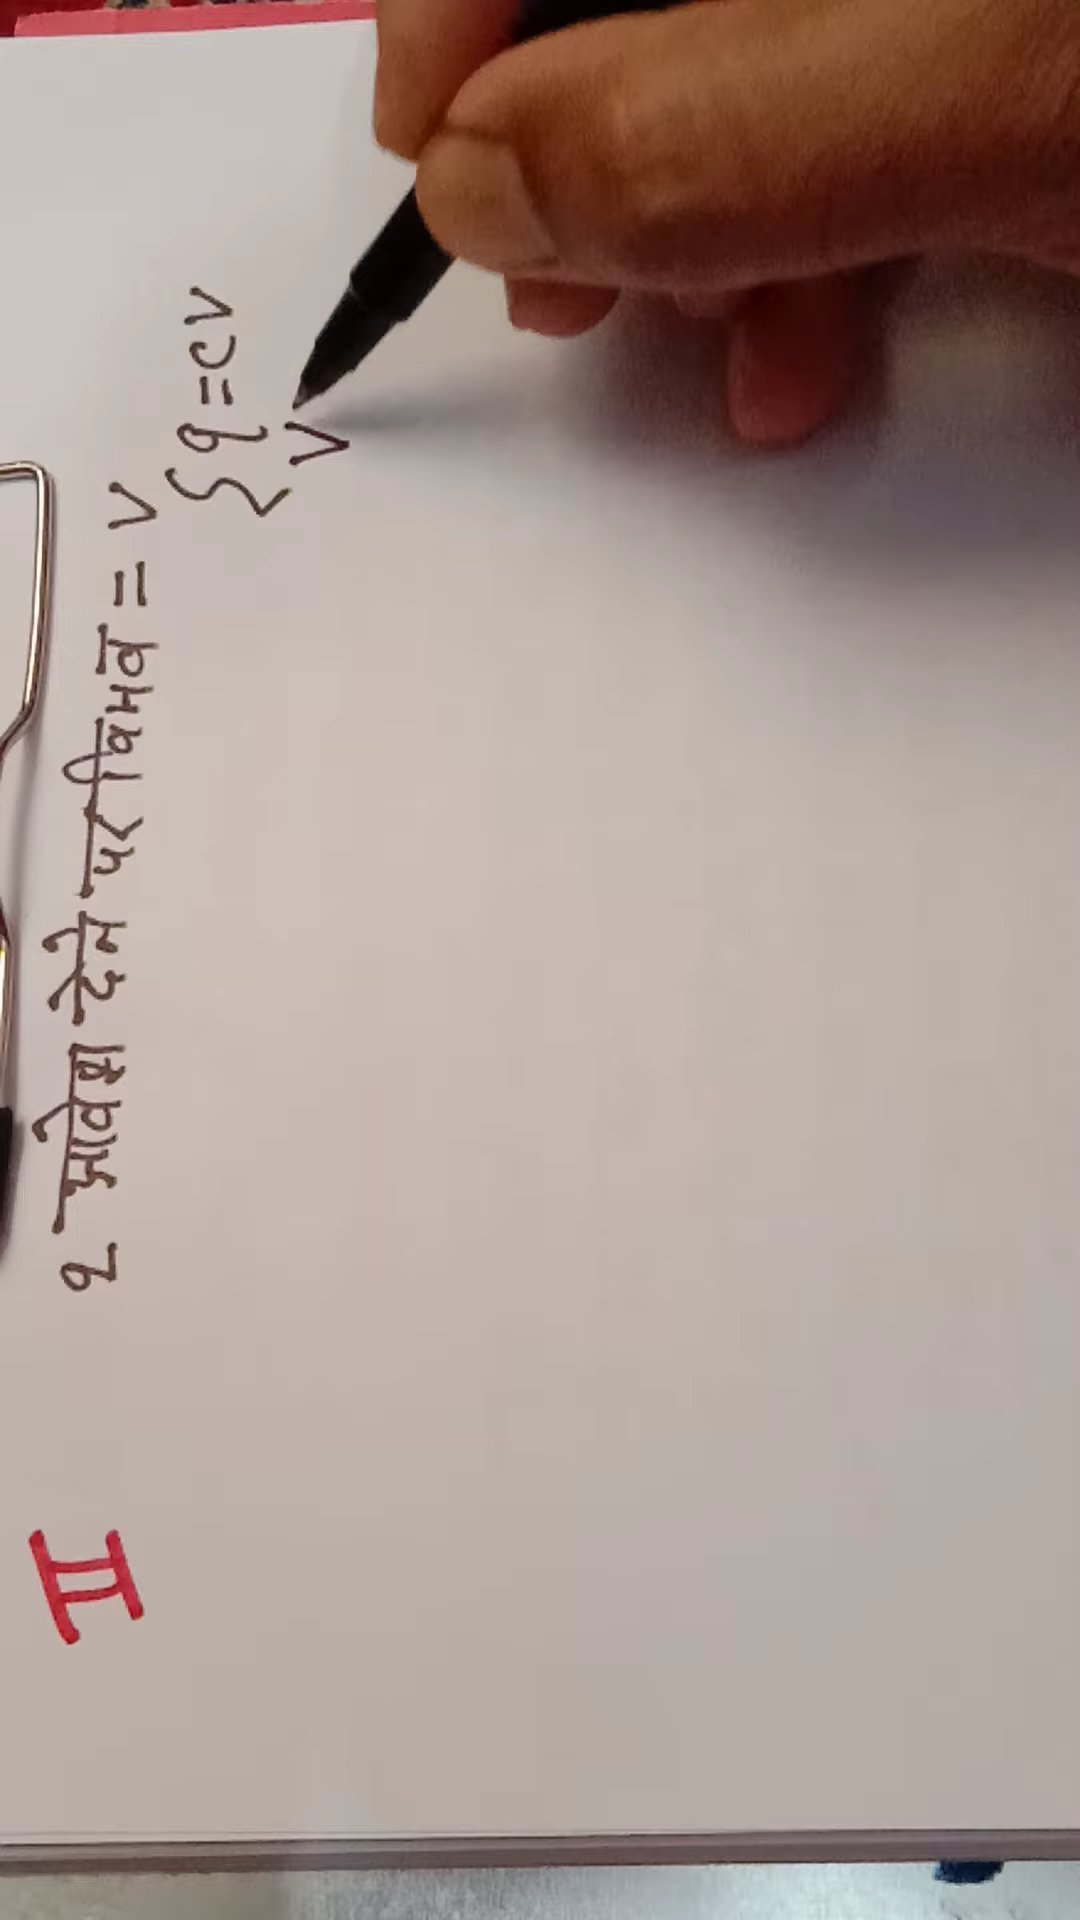 II
q आवेश देने पर विभव = V
{ q = CV
V